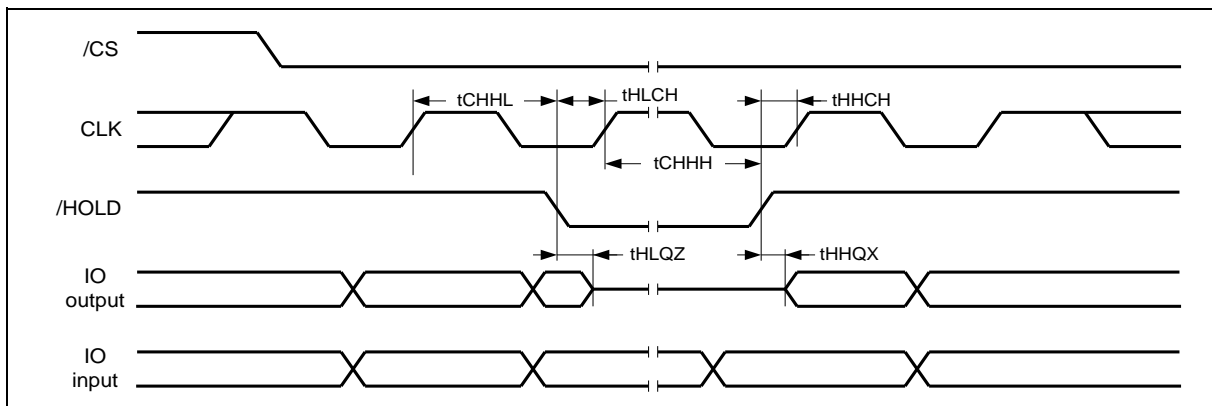 /CS
tCHHL
tHLCH
tHHCH
CLK
tCHHH
/HOLD
tHLQZ
tHHQX
IO
output
IO
input